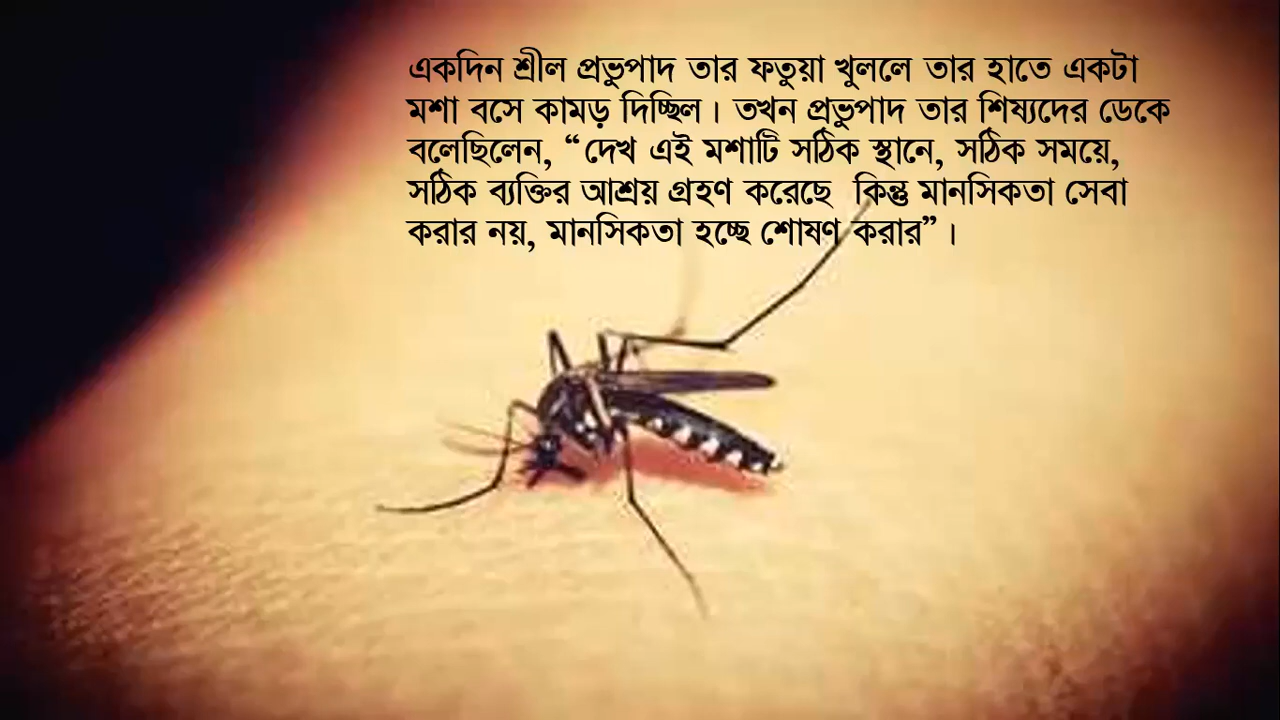 একদিন শ্রীল প্রভুপাদ তার ফতুয়া খুললে তার হাতে একটা
মশা বসে কামড় দিচ্ছিল। তখন প্রভুপাদ তার শিষ্যদের ডেকে
বলেছিলেন, “দেখ এই মশাটি সঠিক স্থানে, সঠিক সময়ে,
সঠিক ব্যক্তির আশ্রয় গ্রহণ করেছে কিন্তু মানসিকতা সেবা
করার নয়, মানসিকতা হচ্ছে শোষণ করার”।